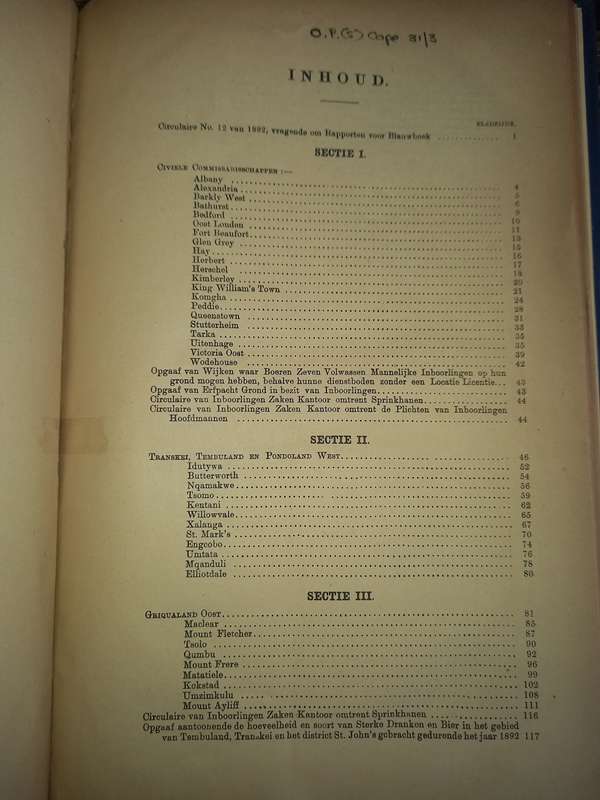 O.P.(s) Cape 31/3
INHOUD.
BLADZIJDE.
Circulaire No. 12 van 1892, vragende om Rapporten voor Blauwboek .............. 1
SECTIE I.
CIVIELE COMMISSARISSCHAPPEN :—
Albany .............. 4
Alexandria .............. 5
Barkly West .............. 6
Bathurst .............. 9
Bedford .............. 10
Oost Londen .............. 11
Fort Beaufort .............. 13
Glen Grey .............. 15
Hay .............. 16
Herbert .............. 17
Herschel .............. 18
Kimberley .............. 20
King William's Town .............. 21
Komgha .............. 24
Peddie .............. 28
Queenstown .............. 31
Stutterheim .............. 33
Tarka .............. 35
Uitenhage .............. 35
Victoria Oost .............. 39
Wodehouse .............. 42
Opgaaf van Wijken waar Boeren Zeven Volwassen Mannelijke Inboorlingen op hun
grond mogen hebben, behalve hunne dienstboden zonder een Locatie Licentie... 43
Opgaaf van Erfpacht Grond in bezit van Inboorlingen .............. 43
Circulaire van Inboorlingen Zaken Kantoor omtrent Sprinkhanen .............. 44
Circulaire van Inboorlingen Zaken Kantoor omtrent de Plichten van Inboorlingen
Hoofdmannen .............. 44
SECTIE II.
TRANSKEI, TEMBULAND EN PONDOLAND WEST .............. 46
Idutywa .............. 52
Butterworth .............. 54
Nqamakwe .............. 56
Tsomo .............. 59
Kentani .............. 62
Willowvale .............. 65
Xalanga .............. 67
St. Mark's .............. 70
Engcobo .............. 74
Umtata .............. 76
Mqanduli .............. 78
Elliotdale .............. 80
SECTIE III.
GRIQUALAND OOST .............. 81
Maclear .............. 85
Mount Fletcher .............. 87
Tsolo .............. 90
Qumbu .............. 92
Mount Frere .............. 96
Matatiele .............. 99
Kokstad .............. 102
Umzimkulu .............. 108
Mount Ayliff .............. 111
Circulaire van Inboorlingen Zaken Kantoor omtrent Sprinkhanen .............. 116
Opgaaf aantoonende de hoeveelheid en soort van Sterke Dranken en Bier in het gebied
van Tembuland, Transkei en het district St. John's gebracht gedurende het jaar 1892 117